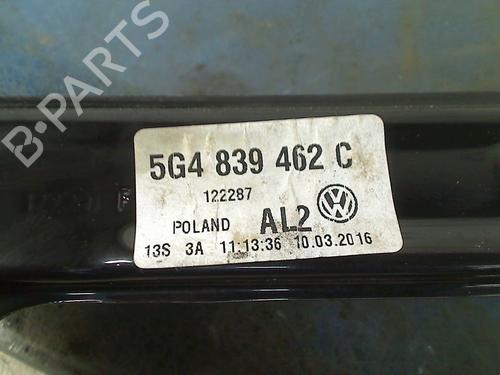 B-PARTS
5G4 839 462 C
122287
POLAND AL2
13S 3A 11:13:36 10.03.2016